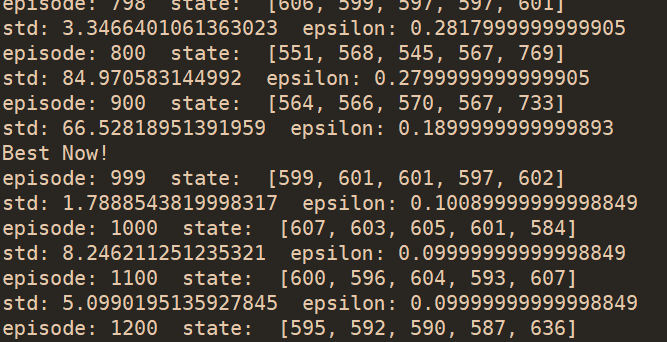 episode: 798  state:  [606, 599, 597, 597, 601]
std: 3.3466401061363023  epsilon: 0.2817999999999905
episode: 800  state:  [551, 568, 545, 567, 769]
std: 84.970583144992  epsilon: 0.2799999999999905
episode: 900  state:  [564, 566, 570, 567, 733]
std: 66.52818951391959  epsilon: 0.1899999999999893
Best Now!
episode: 999  state:  [599, 601, 601, 597, 602]
std: 1.7888543819998317  epsilon: 0.10089999999998849
episode: 1000  state:  [607, 603, 605, 601, 584]
std: 8.246211251235321  epsilon: 0.09999999999998849
episode: 1100  state:  [600, 596, 604, 593, 607]
std: 5.0990195135927845  epsilon: 0.09999999999998849
episode: 1200  state:  [595, 592, 590, 587, 636]